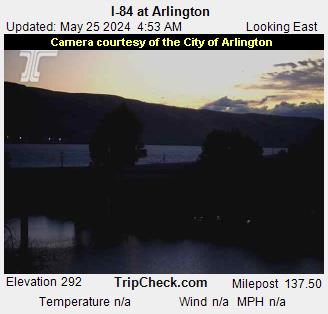 I-84 at Arlington
Updated: May 25 2024 4:53 AM Looking East
Camera courtesy of the City of Arlington
Elevation 292 TripCheck.com Milepost 137.50
Temperature n/a Wind n/a MPH n/a